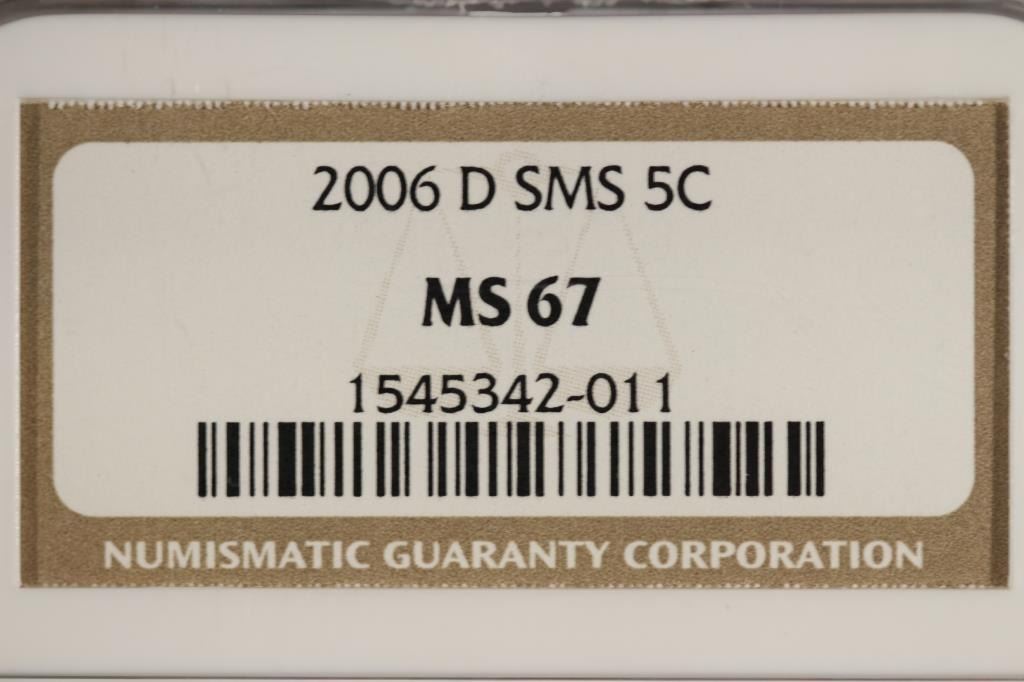 2006 D SMS 5C
MS 67
1545342-011
NUMISMATIC GUARANTY CORPORATION